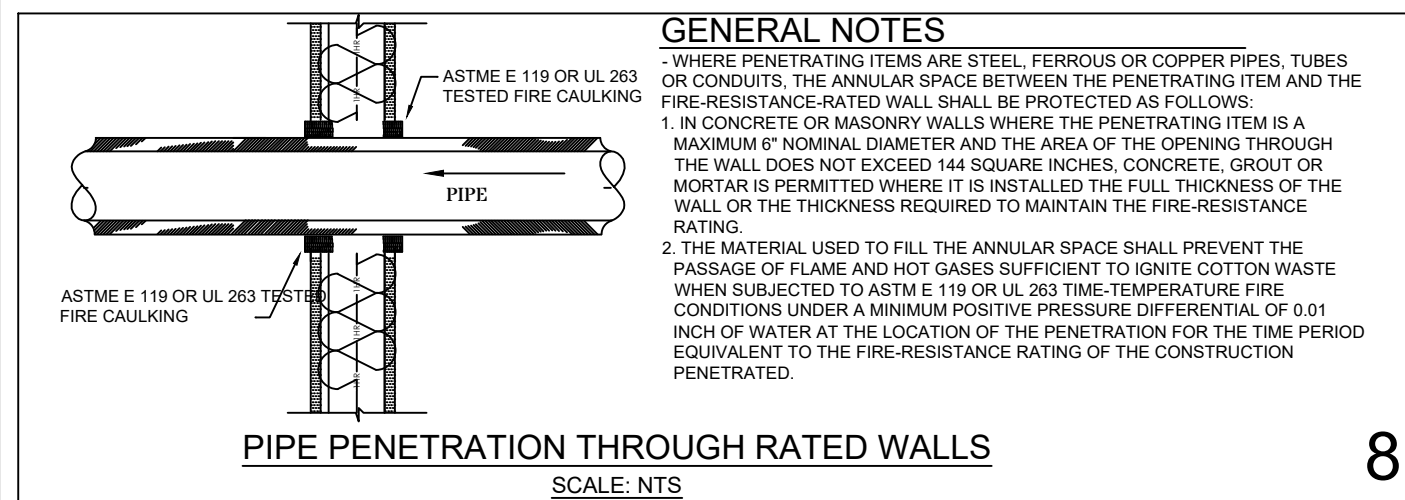 ASTME E 119 OR UL 263
TESTED FIRE CAULKING
1HR
1HR
PIPE
ASTME E 119 OR UL 263 TESTED
FIRE CAULKING
1HR
1HR
1HR
GENERAL NOTES
- WHERE PENETRATING ITEMS ARE STEEL, FERROUS OR COPPER PIPES, TUBES
OR CONDUITS, THE ANNULAR SPACE BETWEEN THE PENETRATING ITEM AND THE
FIRE-RESISTANCE-RATED WALL SHALL BE PROTECTED AS FOLLOWS:
1. IN CONCRETE OR MASONRY WALLS WHERE THE PENETRATING ITEM IS A
MAXIMUM 6" NOMINAL DIAMETER AND THE AREA OF THE OPENING THROUGH
THE WALL DOES NOT EXCEED 144 SQUARE INCHES, CONCRETE, GROUT OR
MORTAR IS PERMITTED WHERE IT IS INSTALLED THE FULL THICKNESS OF THE
WALL OR THE THICKNESS REQUIRED TO MAINTAIN THE FIRE-RESISTANCE
RATING.
2. THE MATERIAL USED TO FILL THE ANNULAR SPACE SHALL PREVENT THE
PASSAGE OF FLAME AND HOT GASES SUFFICIENT TO IGNITE COTTON WASTE
WHEN SUBJECTED TO ASTM E 119 OR UL 263 TIME-TEMPERATURE FIRE
CONDITIONS UNDER A MINIMUM POSITIVE PRESSURE DIFFERENTIAL OF 0.01
INCH OF WATER AT THE LOCATION OF THE PENETRATION FOR THE TIME PERIOD
EQUIVALENT TO THE FIRE-RESISTANCE RATING OF THE CONSTRUCTION
PENETRATED.
PIPE PENETRATION THROUGH RATED WALLS
SCALE: NTS
8